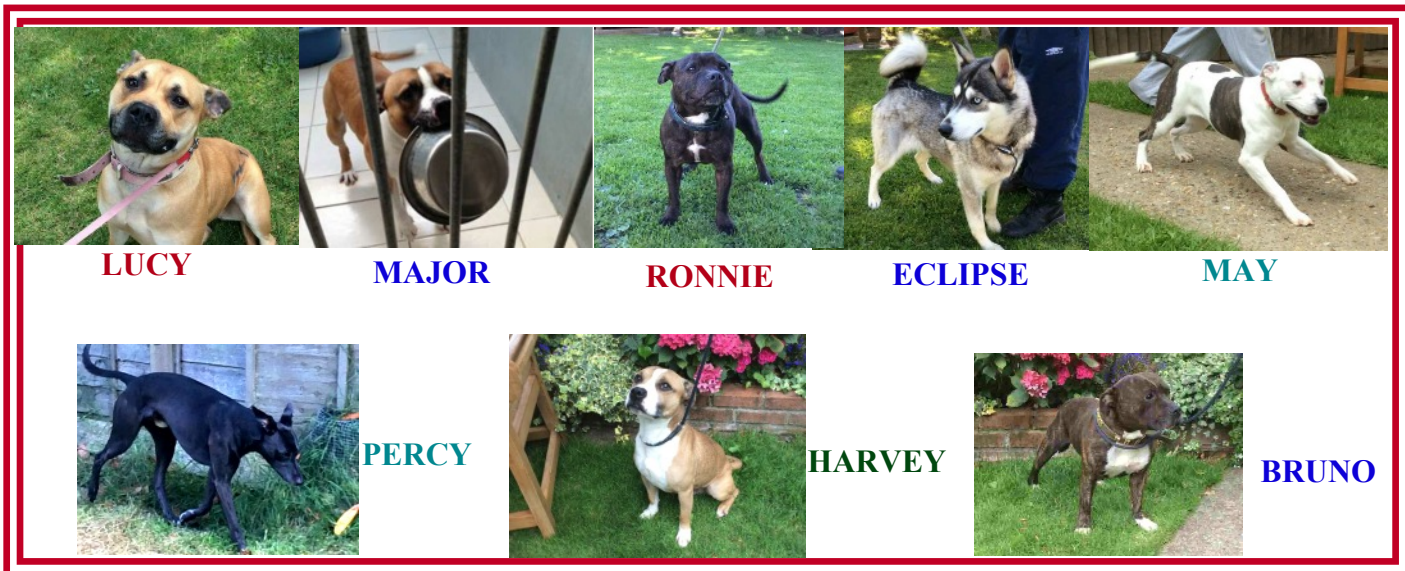 LUCY
MAJOR
RONNIE
ECLIPSE
MAY
PERCY
HARVEY
BRUNO